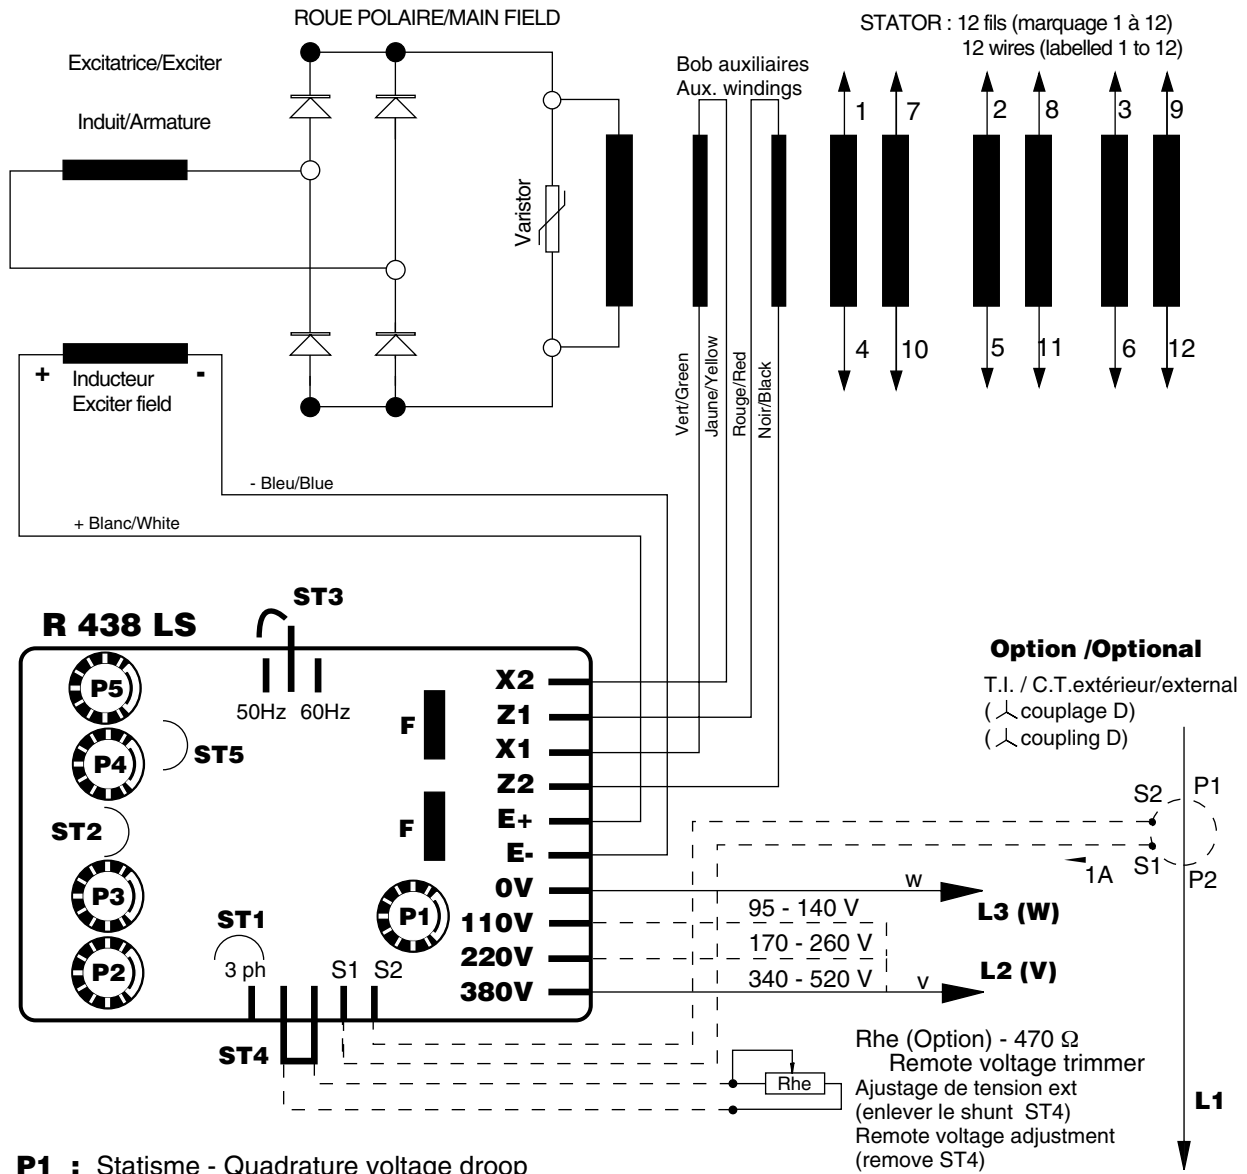 ROUE POLAIRE/MAIN FIELD
STATOR : 12 fils (marquage 1 à 12)
12 wires (labelled 1 to 12)
Excitatrice/Exciter
Bob auxiliaires
Aux. windings
Induit/Armature
1
7
2
8
3
9
Varistor
4
10
5
11
6
12
+
-
Inducteur
Exciter field
Vert/Green
Jaune/Yellow
Rouge/Red
Noir/Black
- Bleu/Blue
+ Blanc/White
ST3
R 438 LS
Option /Optional
T.I. / C.T.extérieur/external
( couplage D)
( coupling D)
P5
50Hz
60Hz
F
X2
Z1
X1
Z2
E+
E-
0V
110V
220V
380V
P4
ST5
ST2
F
P3
P1
P2
ST1
3 ph
S1
S2
ST4
S2
P1
S1
P2
1A
w
L3 (W)
95 - 140 V
170 - 260 V
340 - 520 V
v
L2 (V)
Rhe (Option) - 470 Ω
Remote voltage trimmer
Rhe
Ajustage de tension ext
(enlever le shunt ST4)
Remote voltage adjustment
(remove ST4)
L1
P1 : Statisme - Quadrature voltage droop